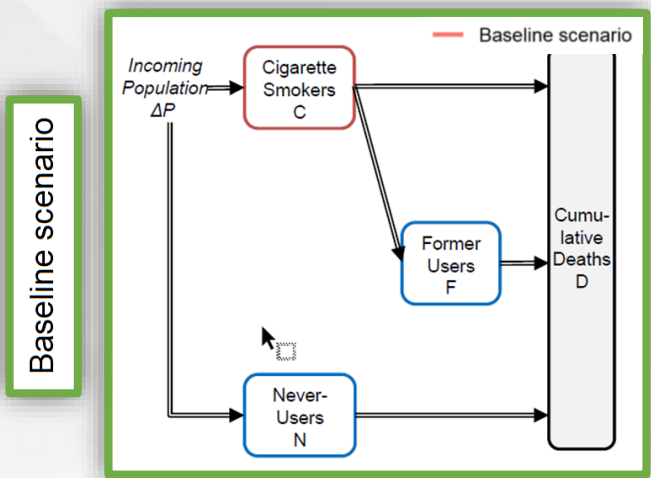 Baseline scenario
Baseline scenario
Incoming
Population
ΔP
Cigarette
Smokers
C
Former
Users
F
Cumu-
lative
Deaths
D
Never-
Users
N